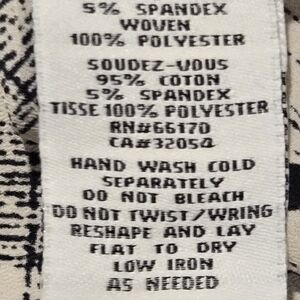 5% SPANDEX
WOVEN
100% POLYESTER
SOUDEZ-VOUS
95% COTON
5% SPANDEX
TISSE 100% POLYESTER
RN#66170
CA#32054
HAND WASH COLD
SEPARATELY
DO NOT BLEACH
DO NOT TWIST/WRING
RESHAPE AND LAY
FLAT TO DRY
LOW IRON
AS NEEDED